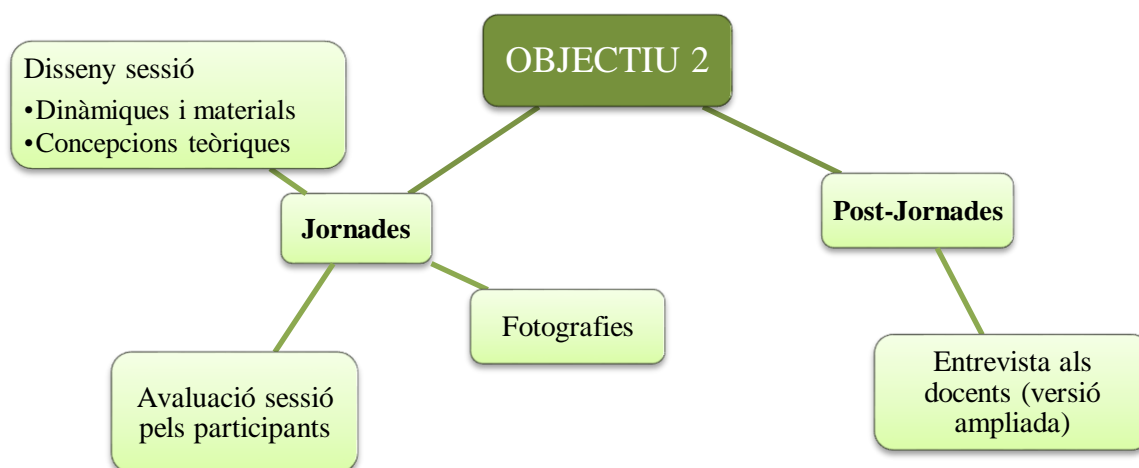 OBJECTIU 2
Disseny sessió
•Dinàmiques i materials
•Concepcions teòriques
Jornades
Post-Jornades
Fotografies
Avaluació sessió
pels participants
Entrevista als
docents (versió
ampliada)